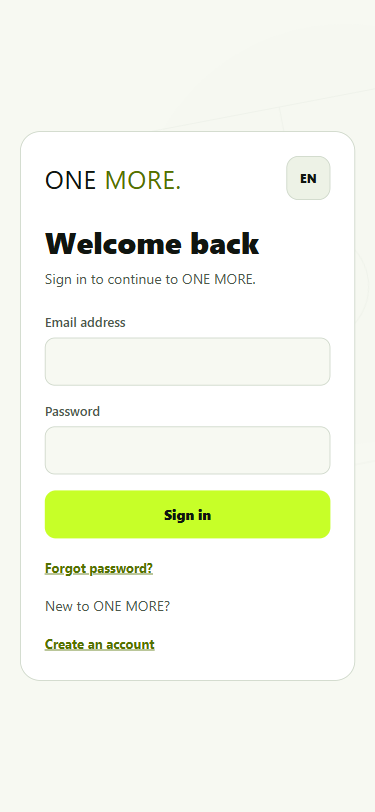 ONE MORE.
EN
Welcome back
Sign in to continue to ONE MORE.
Email address
Password
Sign in
Forgot password?
New to ONE MORE?
Create an account